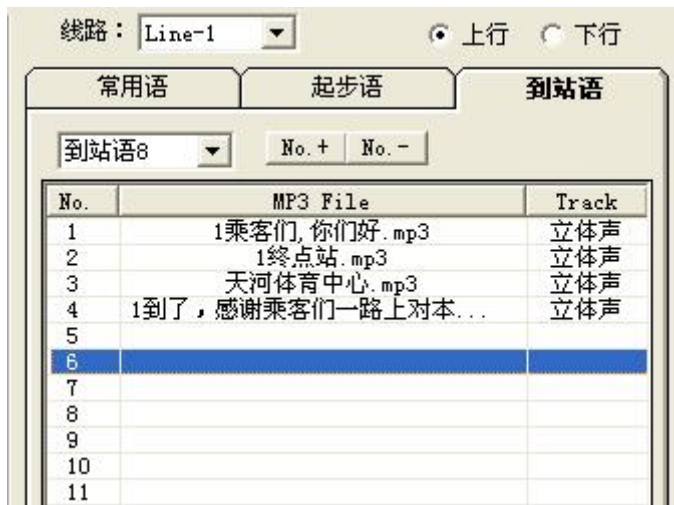 线路： Line-1 上行 下行
常用语 起步语 到站语
到站语8 No.+ No.-
No. MP3 File Track
1 1乘客们,你们好.mp3 立体声
2 1终点站.mp3 立体声
3 天河体育中心.mp3 立体声
4 1到了，感谢乘客们一路上对本... 立体声
5
6
7
8
9
10
11